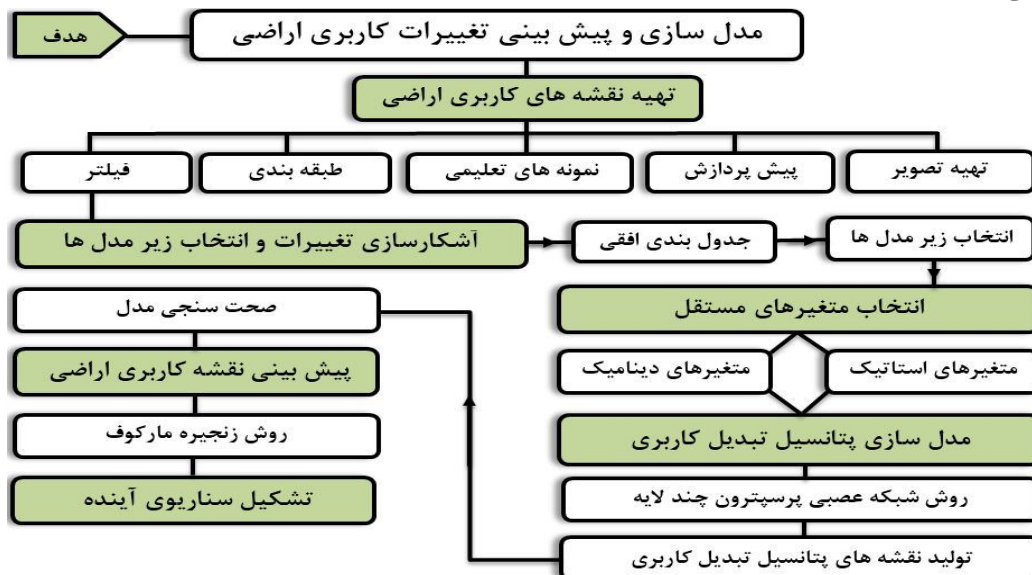 هدف
مدل سازی و پیش بینی تغییرات کاربری اراضی
تهیه نقشه های کاربری اراضی
تهیه تصویر
پیش پردازش
نمونه های تعلیمی
طبقه بندی
فیلتر
آشکارسازی تغییرات و انتخاب زیر مدل ها
جدول بندی افقی
انتخاب زیر مدل ها
انتخاب متغیرهای مستقل
متغیرهای استاتیک
متغیرهای دینامیک
مدل سازی پتانسیل تبدیل کاربری
روش شبکه عصبی پرسپترون چند لایه
تولید نقشه های پتانسیل تبدیل کاربری
صحت سنجی مدل
پیش بینی نقشه کاربری اراضی
روش زنجیره مارکوف
تشکیل سناریوی آینده